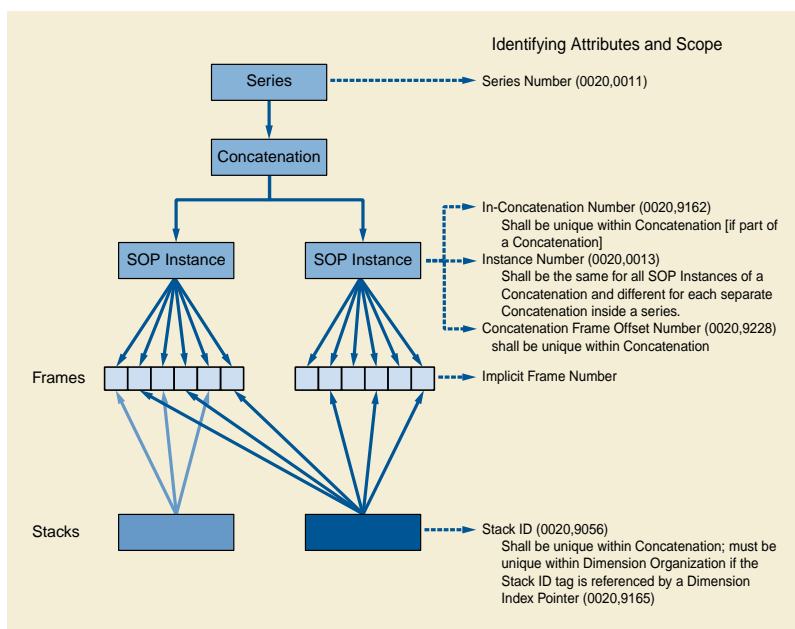 Identifying Attributes and Scope
Series
Series Number (0020,0011)
Concatenation
In-Concatenation Number (0020,9162)
Shall be unique within Concatenation [if part of
a Concatenation]
SOP Instance
SOP Instance
Instance Number (0020,0013)
Shall be the same for all SOP Instances of a
Concatenation and different for each separate
Concatenation inside a series.
Concatenation Frame Offset Number (0020,9228)
shall be unique within Concatenation
Frames
Implicit Frame Number
Stacks
Stack ID (0020,9056)
Shall be unique within Concatenation; must be
unique within Dimension Organization if the
Stack ID tag is referenced by a Dimension
Index Pointer (0020,9165)